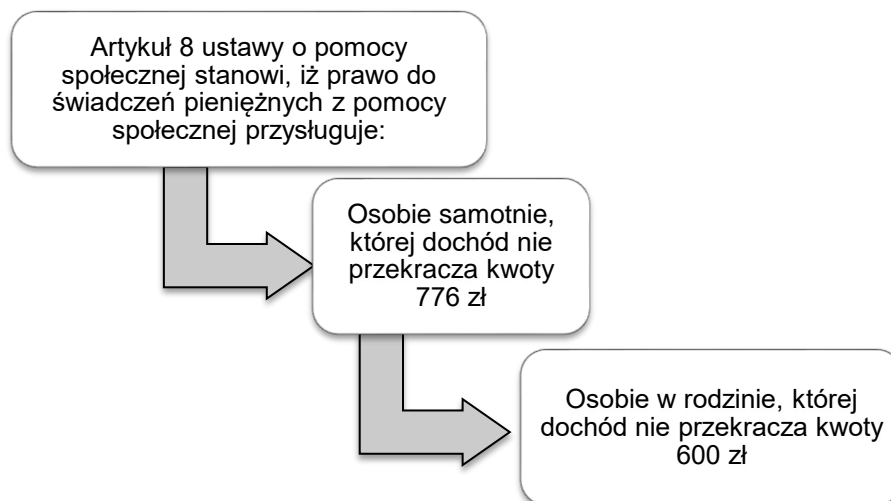 Artykuł 8 ustawy o pomocy
społecznej stanowi, iż prawo do
świadczeń pieniężnych z pomocy
społecznej przysługuje:
Osobie samotnie,
której dochód nie
przekracza kwoty
776 zł
Osobie w rodzinie, której
dochód nie przekracza kwoty
600 zł